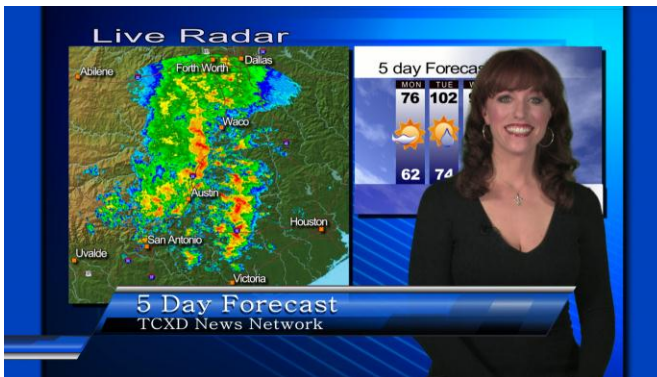 Live Radar
Abilene
Forth Worth
Dallas
Waco
Austin
Houston
San Antonio
Uvalde
Victoria
5 day Forecas
MON TUE W
76 102 9
62 74
5 Day Forecast
TCXD News Network